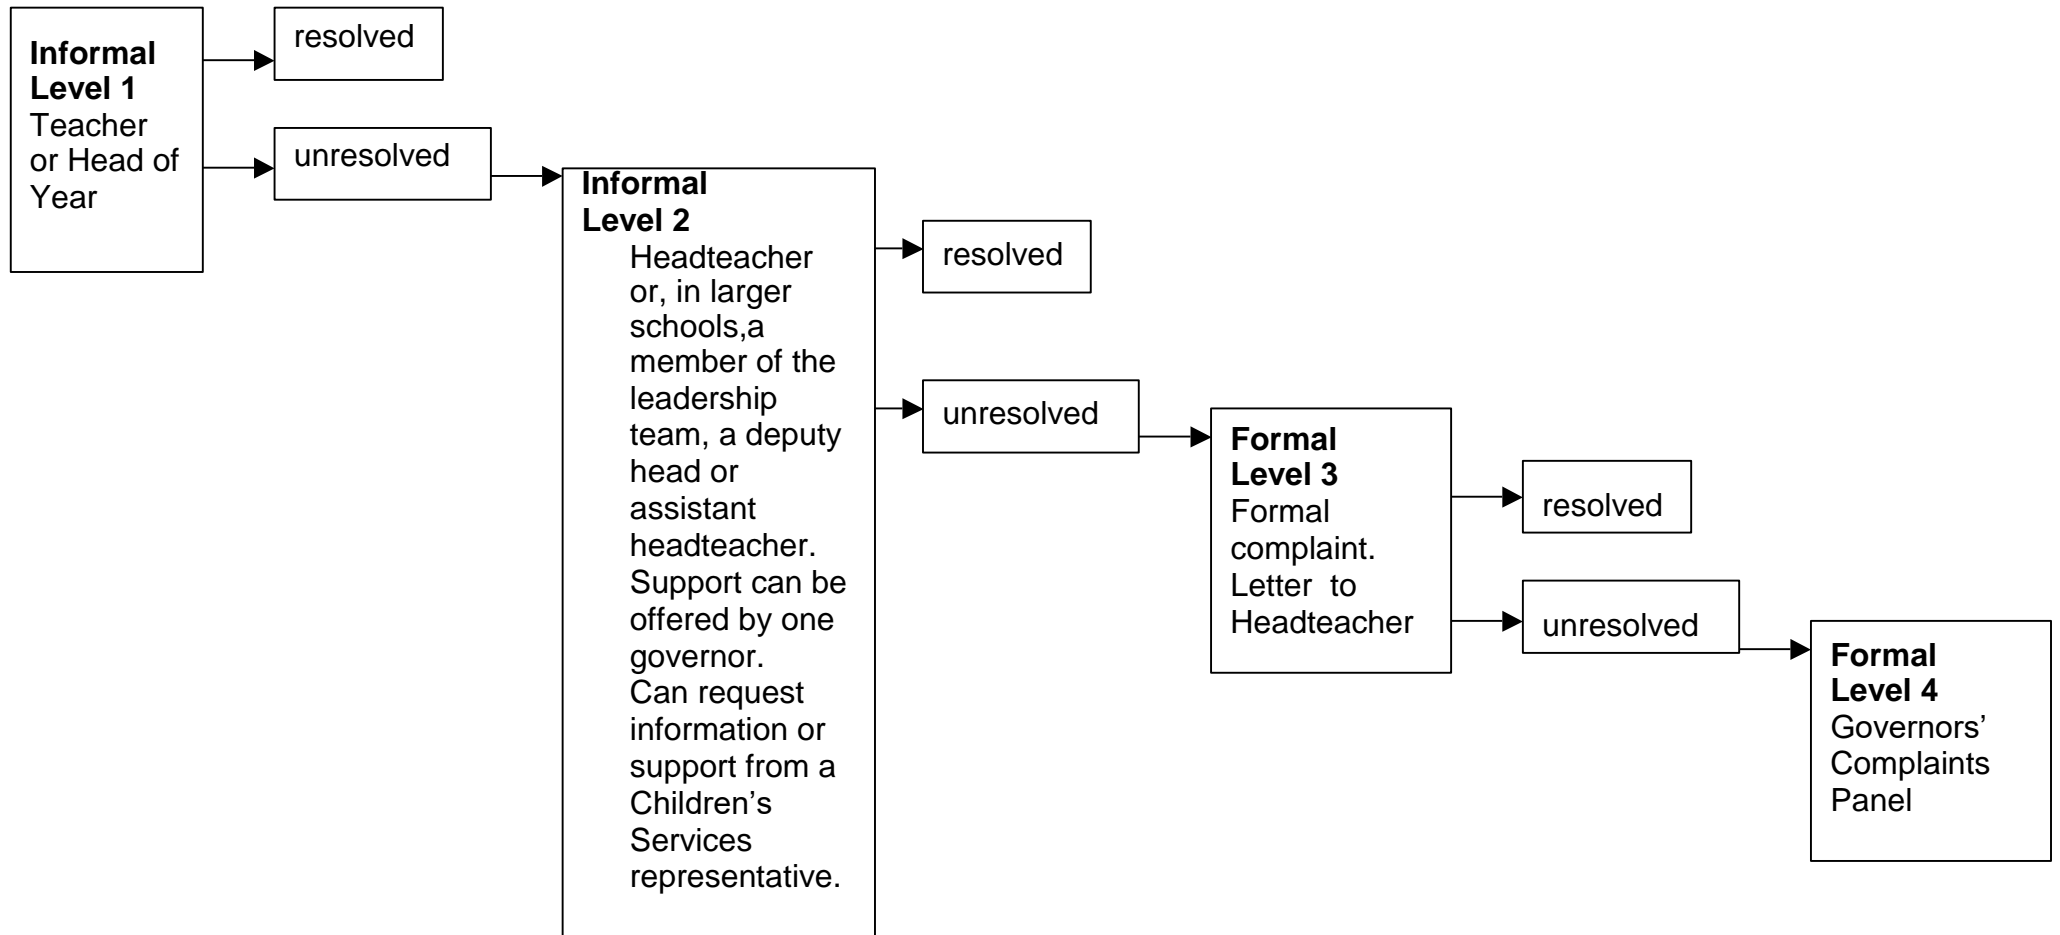 Informal
Level 1
Teacher
or Head of
Year
resolved
unresolved
Informal
Level 2
Headteacher
or, in larger
schools,a
member of the
leadership
team, a deputy
head or
assistant
headteacher.
Support can be
offered by one
governor.
Can request
information or
support from a
Children’s
Services
representative.
resolved
unresolved
Formal
Level 3
Formal
complaint.
Letter  to
Headteacher
resolved
unresolved
Formal
Level 4
Governors’
Complaints
Panel